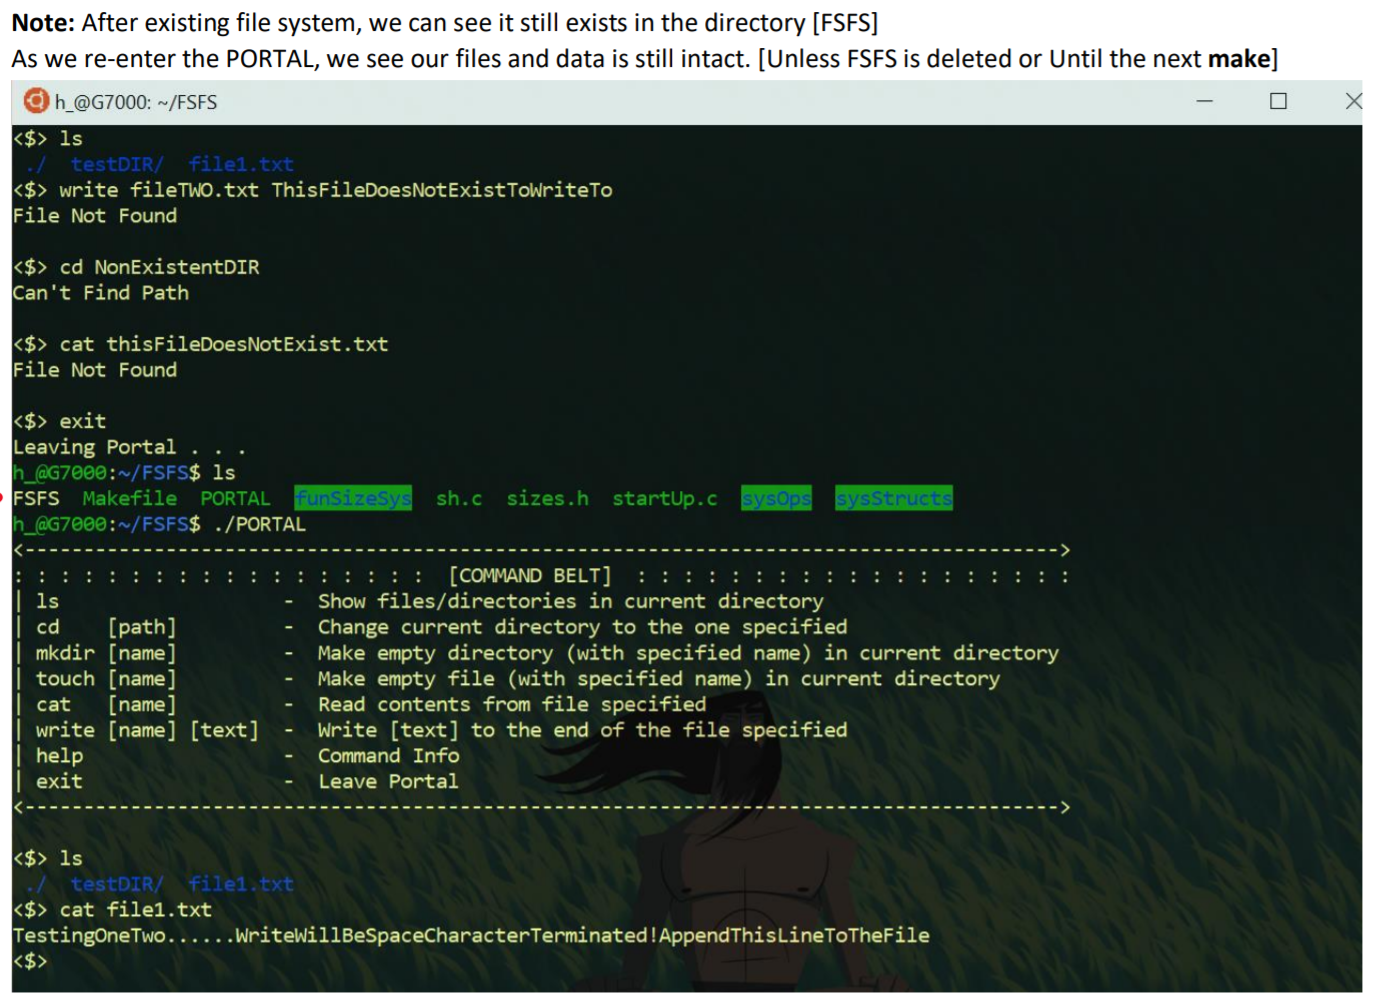 Note: After existing file system, we can see it still exists in the directory [FSFS]
As we re-enter the PORTAL, we see our files and data is still intact. [Unless FSFS is deleted or Until the next make]
h_@G7000: ~/FSFS
<$> ls
./ testDIR/ file1.txt
<$> write fileTWO.txt ThisFileDoesNotExistToWriteTo
File Not Found
<$> cd NonExistentDIR
Can't Find Path
<$> cat thisFileDoesNotExist.txt
File Not Found
<$> exit
Leaving Portal . . .
h_@G7000:~/FSFS$ ls
FSFS Makefile PORTAL funSizeSys sh.c sizes.h startUp.c sysOps sysStructs
h_@G7000:~/FSFS$ ./PORTAL
<---------------------------------------------------------------------------------------->
: : : : : : : : : : : : : : : : : : [COMMAND BELT] : : : : : : : : : : : : : : : : : : :
| ls - Show files/directories in current directory
| cd [path] - Change current directory to the one specified
| mkdir [name] - Make empty directory (with specified name) in current directory
| touch [name] - Make empty file (with specified name) in current directory
| cat [name] - Read contents from file specified
| write [name] [text] - Write [text] to the end of the file specified
| help - Command Info
| exit - Leave Portal
<---------------------------------------------------------------------------------------->
<$> ls
./ testDIR/ file1.txt
<$> cat file1.txt
TestingOneTwo......WriteWillBeSpaceCharacterTerminated!AppendThisLineToTheFile
<$>